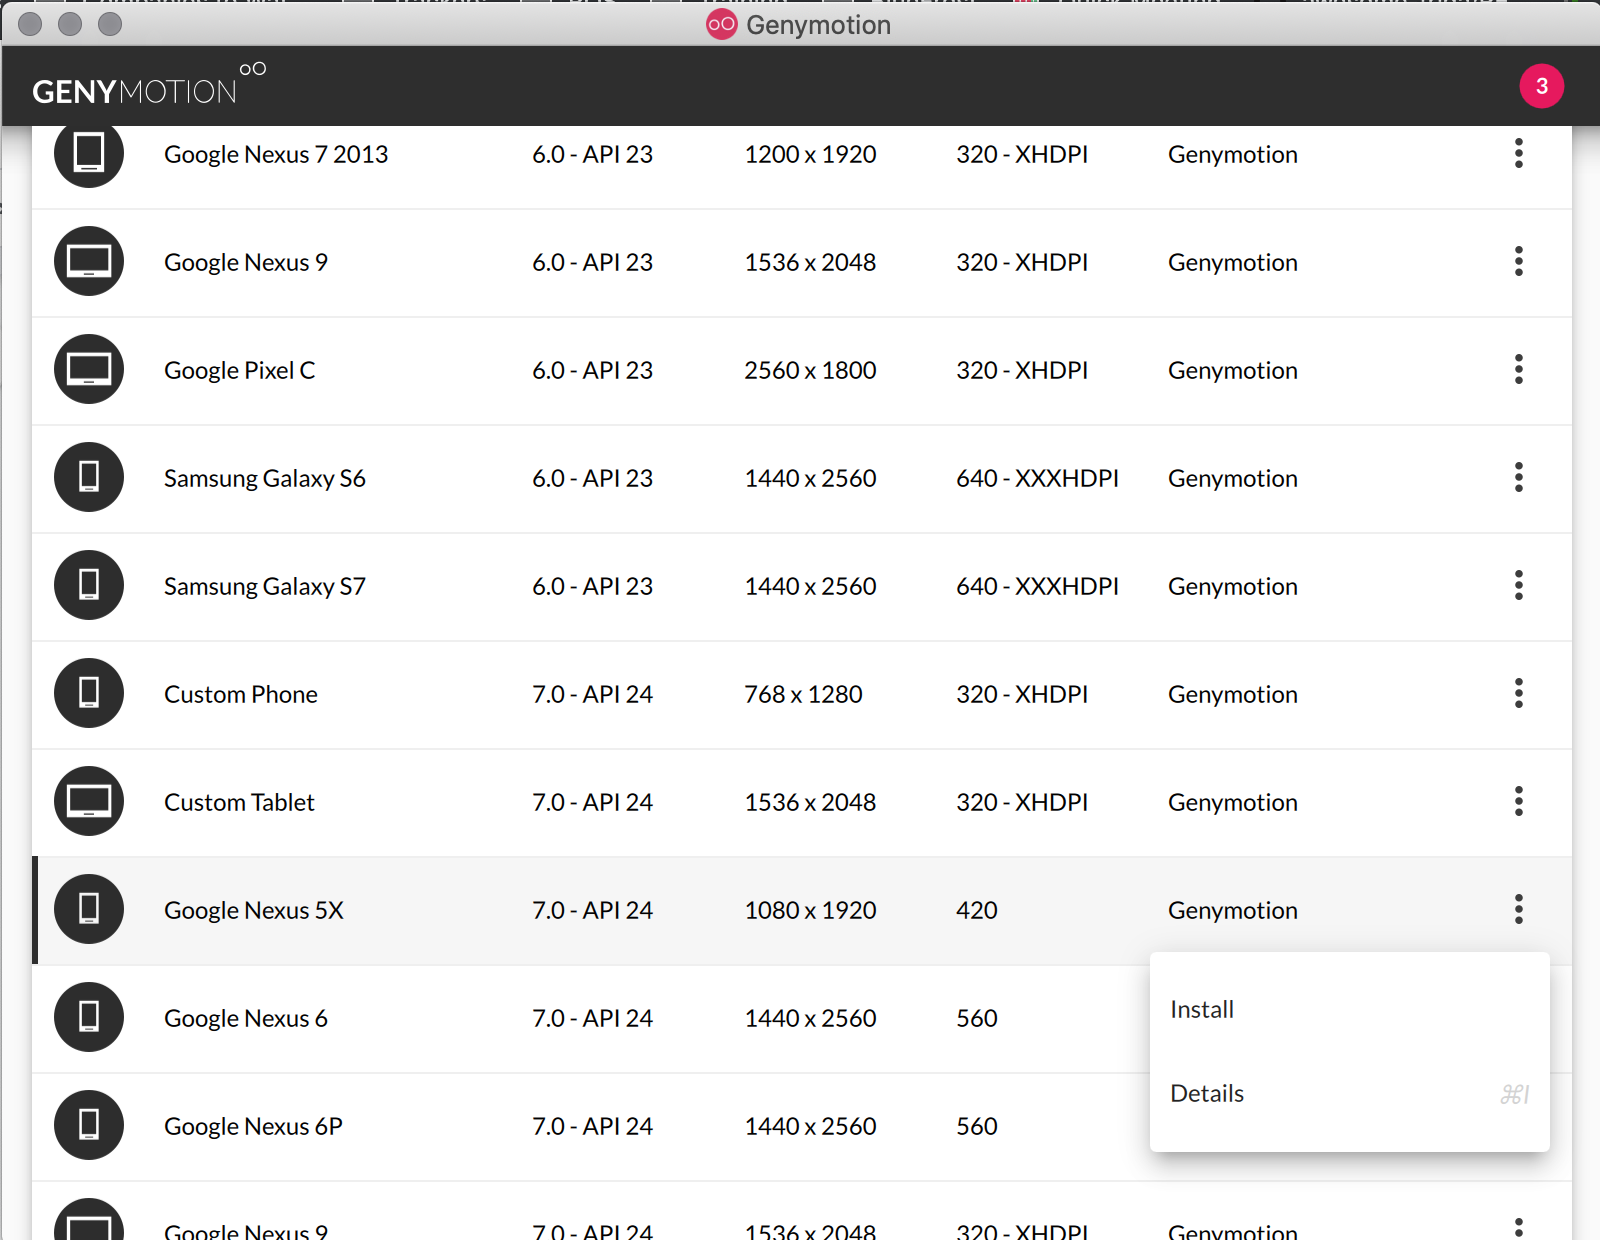 Genymotion
GENYMOTION
3
Google Nexus 7 2013 6.0 - API 23 1200 x 1920 320 - XHDPI Genymotion
Google Nexus 9 6.0 - API 23 1536 x 2048 320 - XHDPI Genymotion
Google Pixel C 6.0 - API 23 2560 x 1800 320 - XHDPI Genymotion
Samsung Galaxy S6 6.0 - API 23 1440 x 2560 640 - XXXHDPI Genymotion
Samsung Galaxy S7 6.0 - API 23 1440 x 2560 640 - XXXHDPI Genymotion
Custom Phone 7.0 - API 24 768 x 1280 320 - XHDPI Genymotion
Custom Tablet 7.0 - API 24 1536 x 2048 320 - XHDPI Genymotion
Google Nexus 5X 7.0 - API 24 1080 x 1920 420 Genymotion
Google Nexus 6 7.0 - API 24 1440 x 2560 560
Install
Details ⌘I
Google Nexus 6P 7.0 - API 24 1440 x 2560 560
Google Nexus 9 7.0 - API 24 1536 x 2048 320 - XHDPI Genymotion